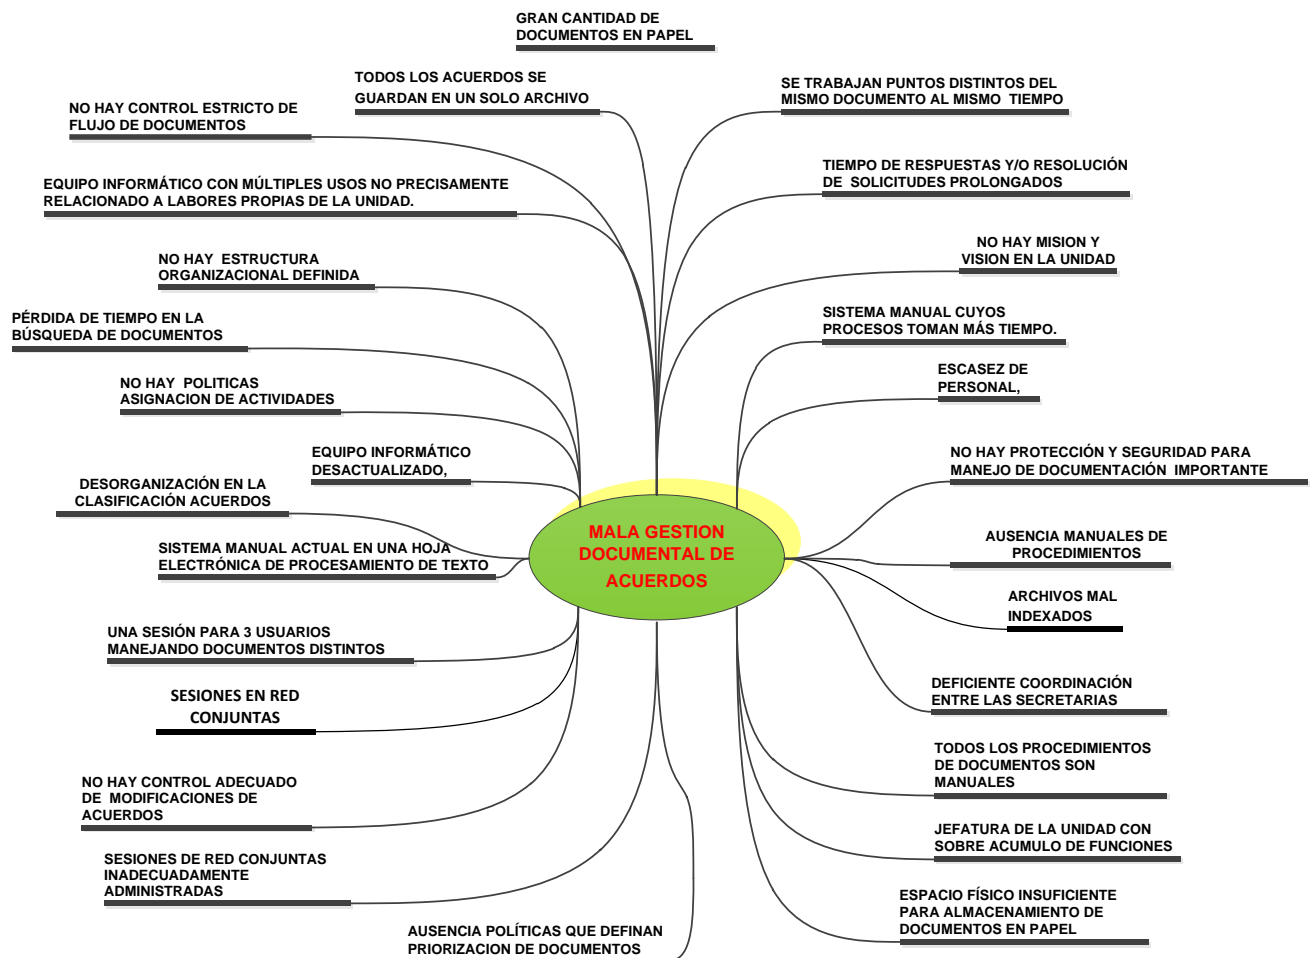 GRAN CANTIDAD DE
DOCUMENTOS EN PAPEL
TODOS LOS ACUERDOS SE
GUARDAN EN UN SOLO ARCHIVO
SE TRABAJAN PUNTOS DISTINTOS DEL
MISMO DOCUMENTO AL MISMO TIEMPO
NO HAY CONTROL ESTRICTO DE
FLUJO DE DOCUMENTOS
TIEMPO DE RESPUESTAS Y/O RESOLUCIÓN
DE SOLICITUDES PROLONGADOS
EQUIPO INFORMÁTICO CON MÚLTIPLES USOS NO PRECISAMENTE
RELACIONADO A LABORES PROPIAS DE LA UNIDAD.
NO HAY MISION Y
VISION EN LA UNIDAD
NO HAY ESTRUCTURA
ORGANIZACIONAL DEFINIDA
SISTEMA MANUAL CUYOS
PROCESOS TOMAN MÁS TIEMPO.
PÉRDIDA DE TIEMPO EN LA
BÚSQUEDA DE DOCUMENTOS
ESCASEZ DE
PERSONAL,
NO HAY POLITICAS
ASIGNACION DE ACTIVIDADES
EQUIPO INFORMÁTICO
DESACTUALIZADO,
NO HAY PROTECCIÓN Y SEGURIDAD PARA
MANEJO DE DOCUMENTACIÓN IMPORTANTE
DESORGANIZACIÓN EN LA
CLASIFICACIÓN ACUERDOS
MALA GESTION
DOCUMENTAL DE
ACUERDOS
AUSENCIA MANUALES DE
PROCEDIMIENTOS
SISTEMA MANUAL ACTUAL EN UNA HOJA
ELECTRÓNICA DE PROCESAMIENTO DE TEXTO
ARCHIVOS MAL
INDEXADOS
UNA SESIÓN PARA 3 USUARIOS
MANEJANDO DOCUMENTOS DISTINTOS
DEFICIENTE COORDINACIÓN
ENTRE LAS SECRETARIAS
SESIONES EN RED
CONJUNTAS
TODOS LOS PROCEDIMIENTOS
DE DOCUMENTOS SON
MANUALES
NO HAY CONTROL ADECUADO
DE MODIFICACIONES DE
ACUERDOS
JEFATURA DE LA UNIDAD CON
SOBRE ACUMULO DE FUNCIONES
SESIONES DE RED CONJUNTAS
INADECUADAMENTE
ADMINISTRADAS
ESPACIO FÍSICO INSUFICIENTE
PARA ALMACENAMIENTO DE
DOCUMENTOS EN PAPEL
AUSENCIA POLÍTICAS QUE DEFINAN
PRIORIZACION DE DOCUMENTOS